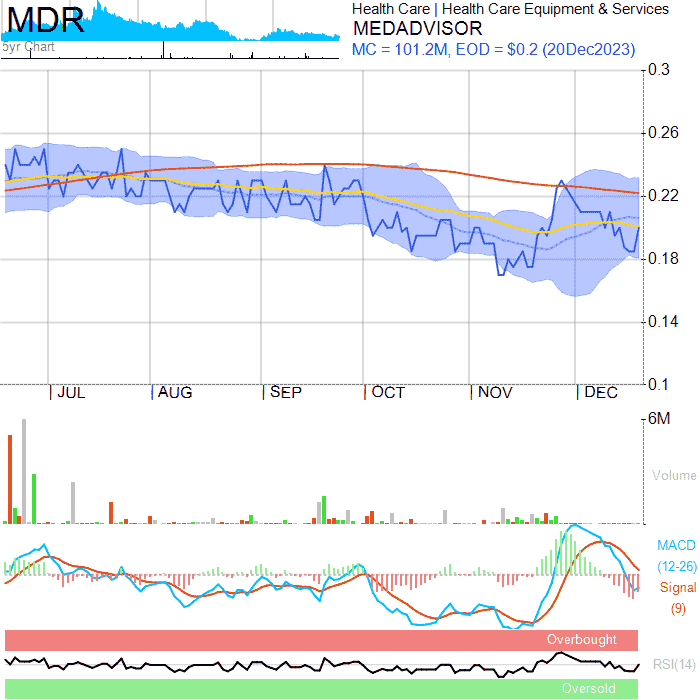 MDR
5yr Chart
Health Care | Health Care Equipment & Services
MEDADVISOR
MC = 101.2M, EOD = $0.2 (20Dec2023)
0.3
0.26
0.22
0.18
0.14
0.1
JUL AUG SEP OCT NOV DEC
6M
Volume
MACD
(12-26)
Signal
(9)
Overbought
RSI(14)
Oversold